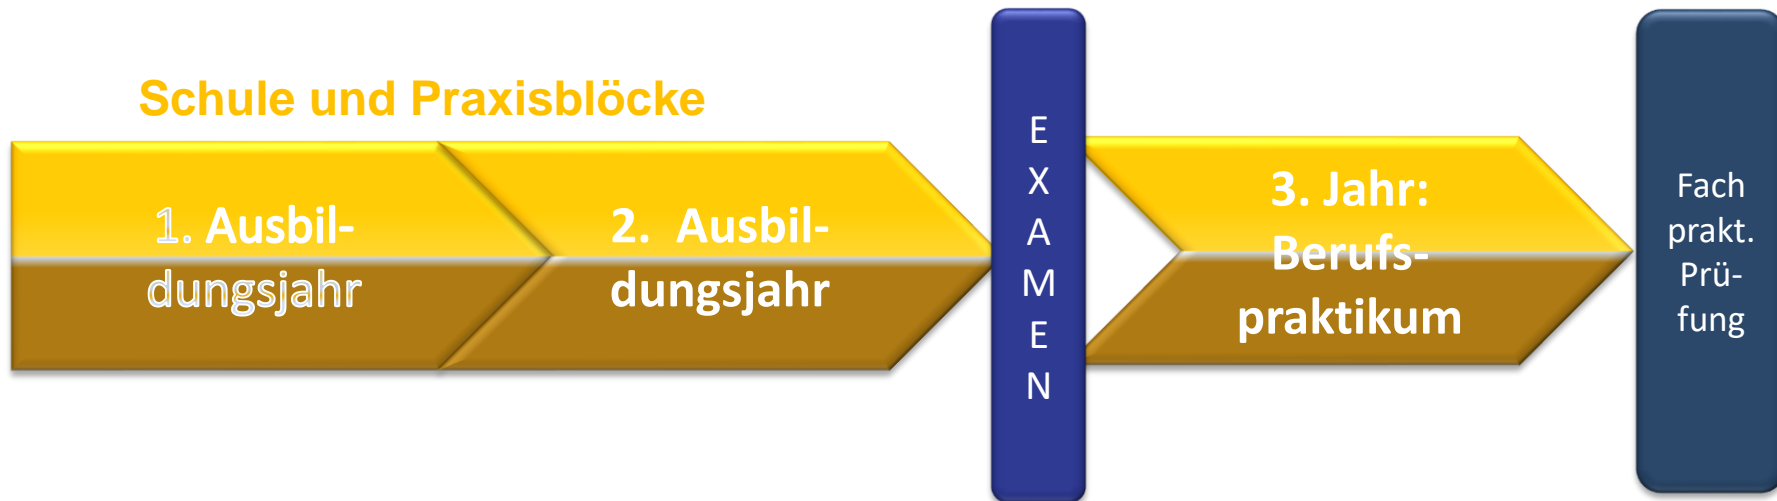 Schule und Praxisblöcke
1. Ausbil-
dungsjahr
2. Ausbil-
dungsjahr
E
X
A
M
E
N
3. Jahr:
Berufs-
praktikum
Fach
prakt.
Prü-
fung